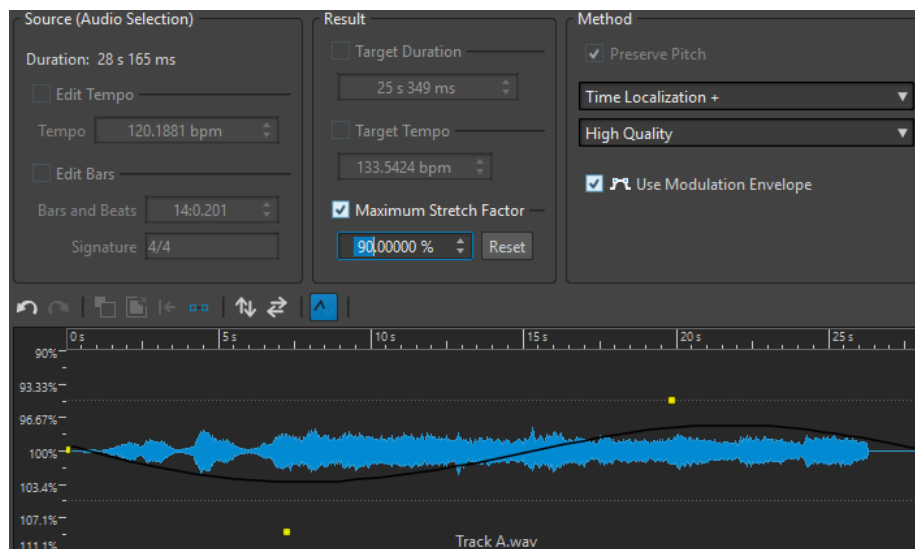 Source (Audio Selection)
Duration: 28 s 165 ms
Edit Tempo
Tempo 120.1881 bpm
Edit Bars
Bars and Beats 14:0.201
Signature 4/4
Result
Target Duration
25 s 349 ms
Target Tempo
133.5424 bpm
Maximum Stretch Factor
90.00000 % Reset
Method
Preserve Pitch
Time Localization +
High Quality
Use Modulation Envelope
0 s 5 s 10 s 15 s 20 s 25 s
90%
93.33%
96.67%
100%
103.4%
107.1%
111.1%
Track A.wav